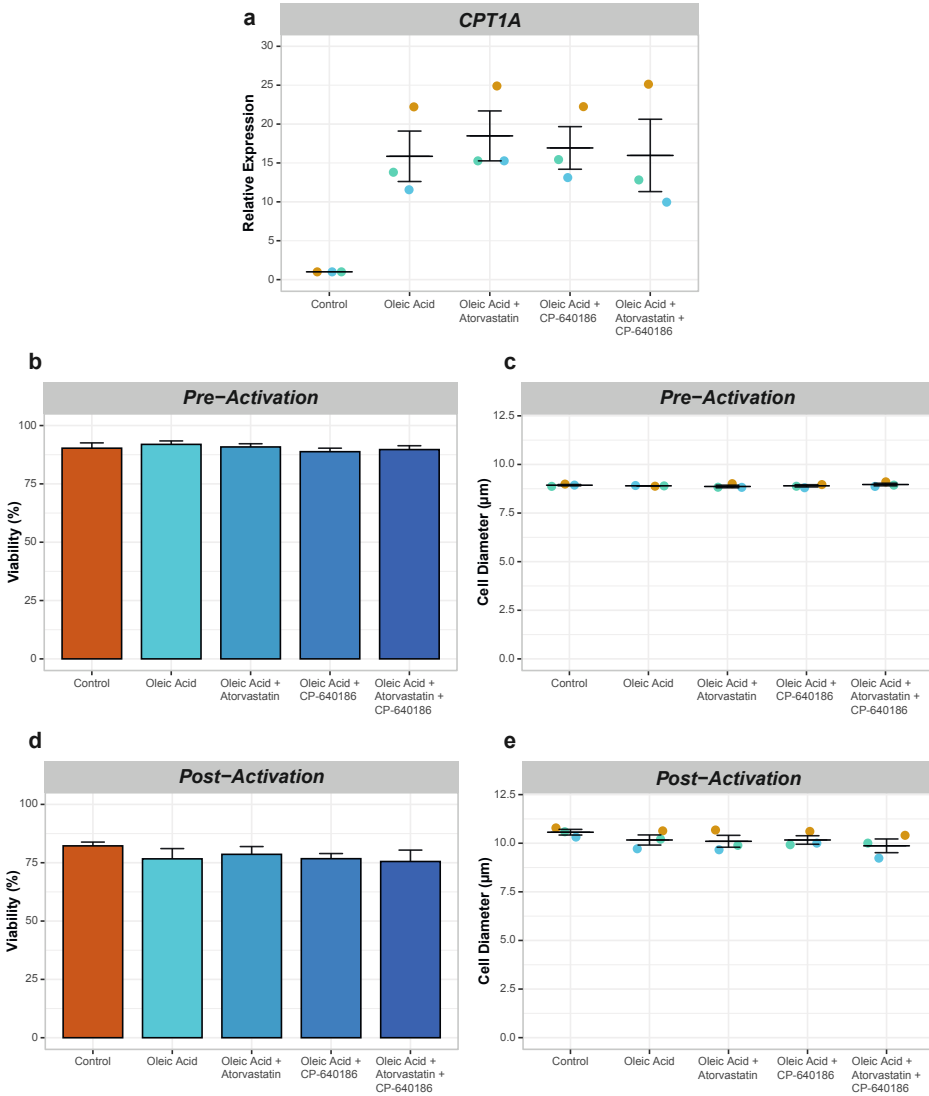 a
CPT1A
Relative Expression
30
25
20
15
10
5
0
Control
Oleic Acid
Oleic Acid +
Atorvastatin
Oleic Acid +
CP-640186
Oleic Acid +
Atorvastatin +
CP-640186
b
Pre−Activation
Viability (%)
100
75
50
25
0
Control
Oleic Acid
Oleic Acid +
Atorvastatin
Oleic Acid +
CP-640186
Oleic Acid +
Atorvastatin +
CP-640186
c
Pre−Activation
Cell Diameter (μm)
12.5
10.0
7.5
5.0
2.5
0.0
Control
Oleic Acid
Oleic Acid +
Atorvastatin
Oleic Acid +
CP-640186
Oleic Acid +
Atorvastatin +
CP-640186
d
Post−Activation
Viability (%)
100
75
50
25
0
Control
Oleic Acid
Oleic Acid +
Atorvastatin
Oleic Acid +
CP-640186
Oleic Acid +
Atorvastatin +
CP-640186
e
Post−Activation
Cell Diameter (μm)
12.5
10.0
7.5
5.0
2.5
0.0
Control
Oleic Acid
Oleic Acid +
Atorvastatin
Oleic Acid +
CP-640186
Oleic Acid +
Atorvastatin +
CP-640186